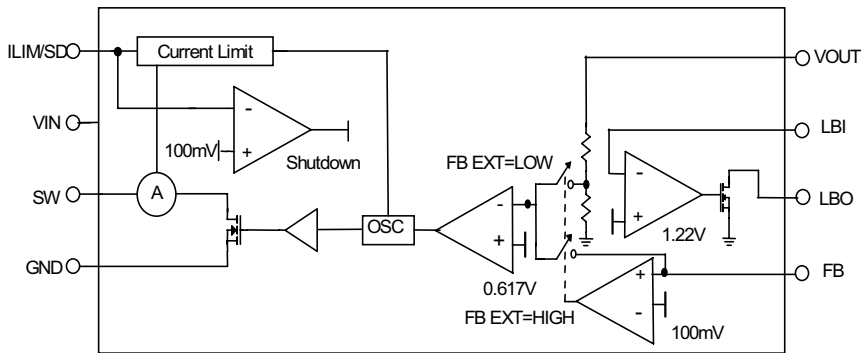 ILIM/SD
Current Limit
VOUT
VIN
-
100mV
+
Shutdown
FB EXT=LOW
LBI
-
+
1.22V
LBO
SW
A
-
+
0.617V
OSC
GND
FB EXT=HIGH
+
-
100mV
FB